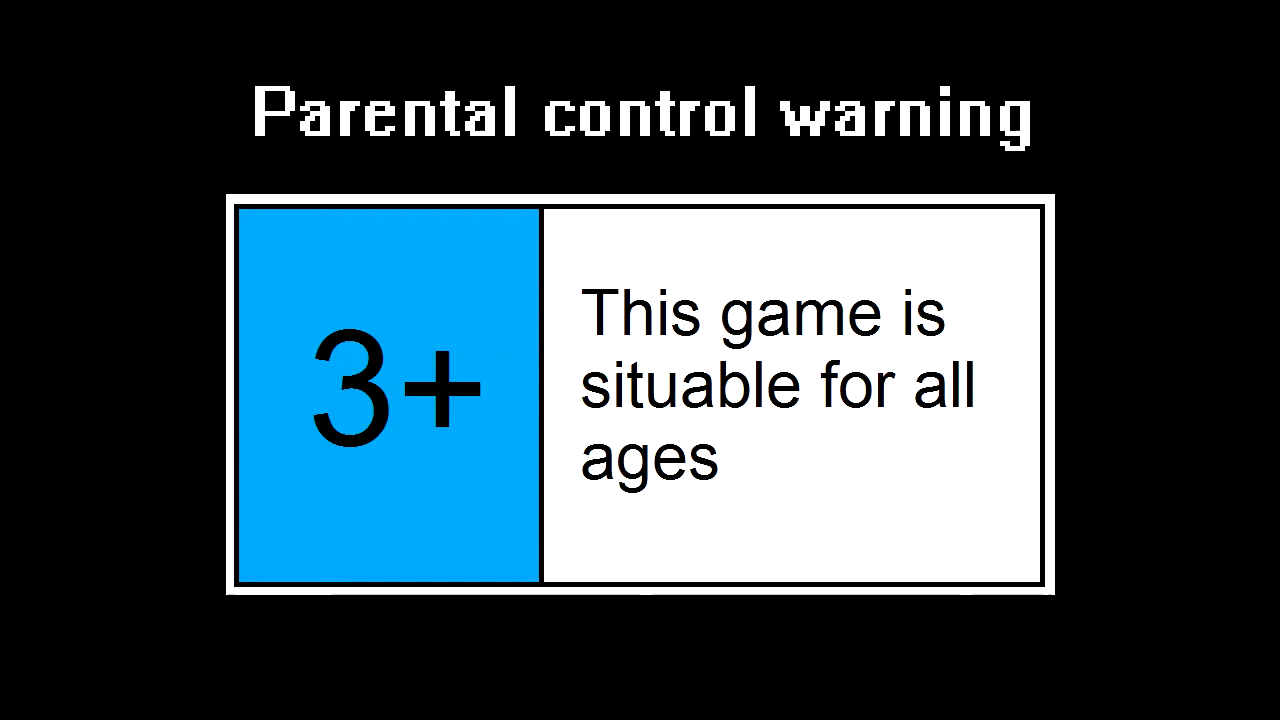 Parental control warning
3+
This game is
situable for all
ages